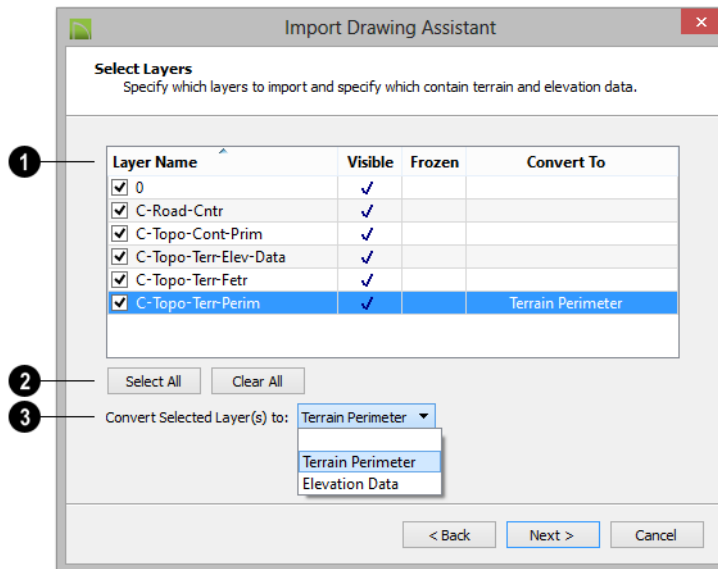 Import Drawing Assistant
×
Select Layers
Specify which layers to import and specify which contain terrain and elevation data.
1
Layer Name Visible Frozen Convert To
0
C-Road-Cntr
C-Topo-Cont-Prim
C-Topo-Terr-Elev-Data
C-Topo-Terr-Fetr
C-Topo-Terr-Perim Terrain Perimeter
2 Select All Clear All
3 Convert Selected Layer(s) to: Terrain Perimeter
Terrain Perimeter
Elevation Data
< Back Next > Cancel